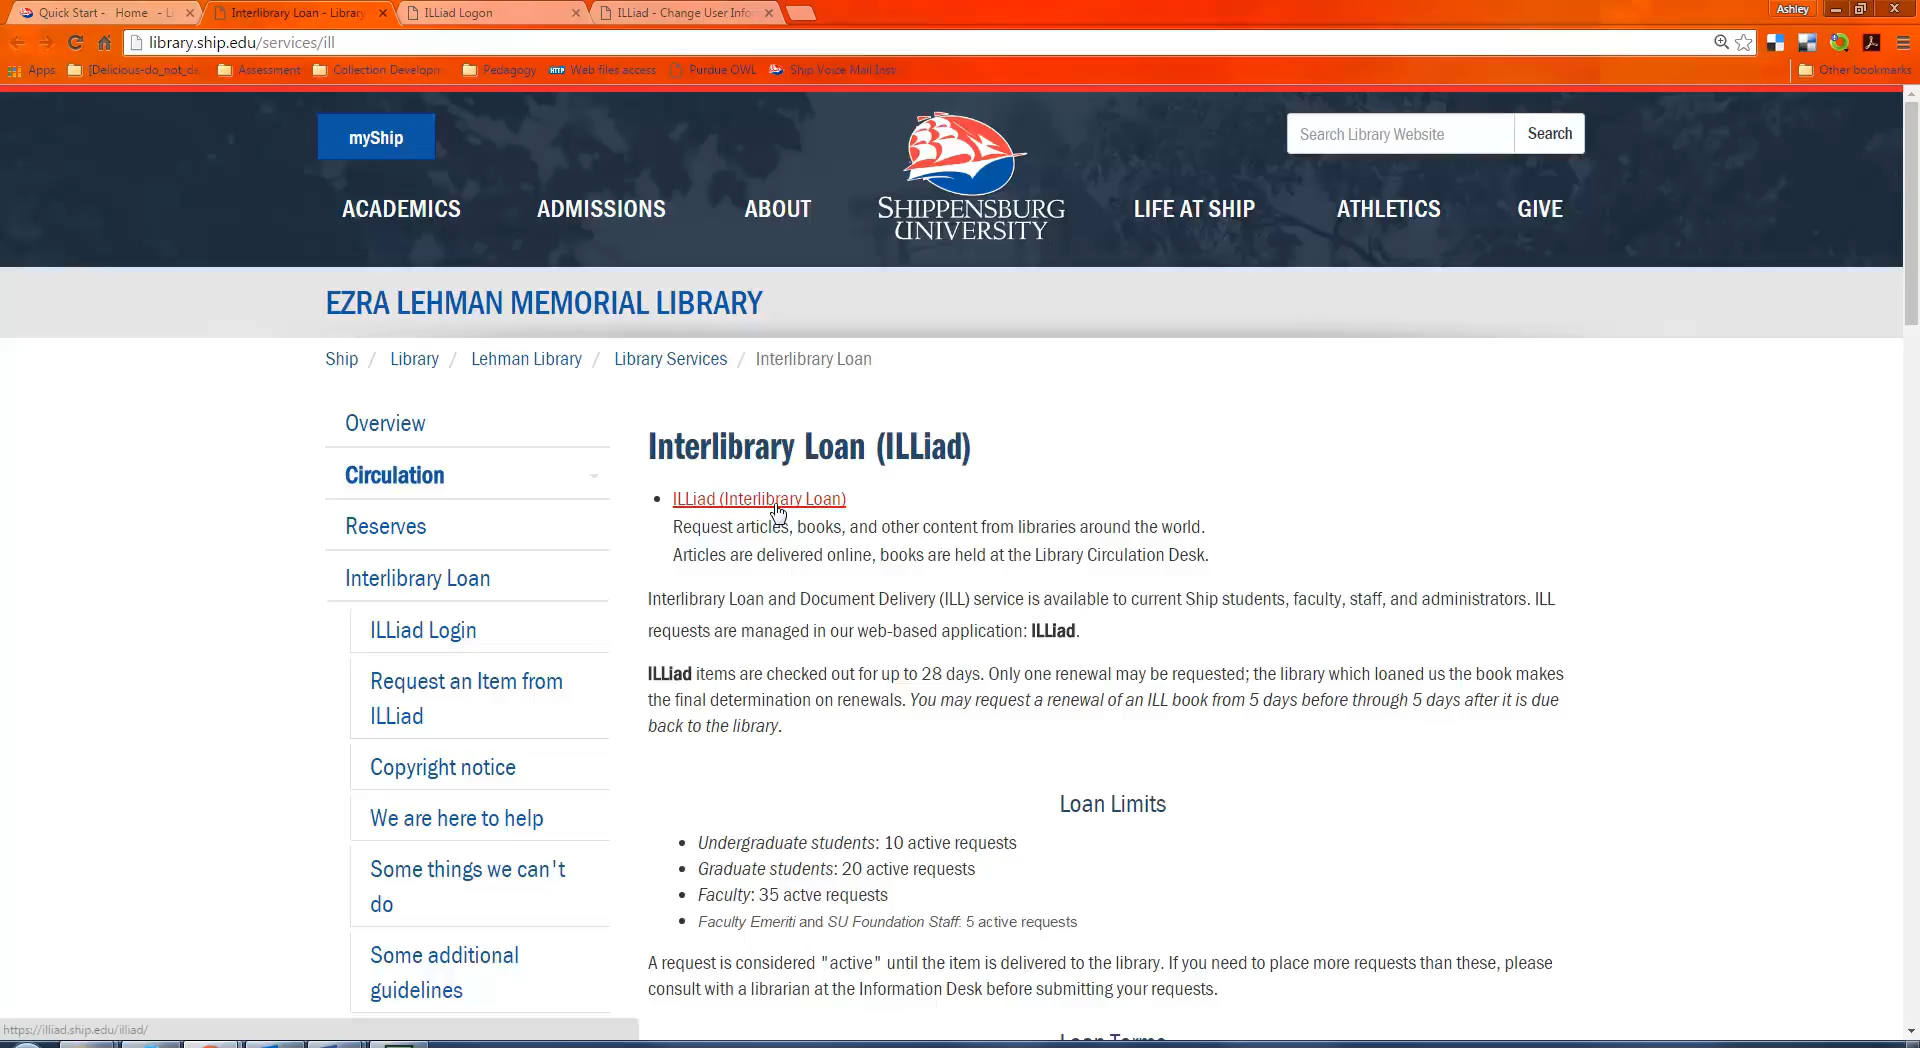 Quick Start - Home - Li
Interlibrary Loan - Library
ILLiad Logon
ILLiad - Change User Infor
Ashley
library.ship.edu/services/ill
Apps
[Delicious-do_not_de
Assessment
Collection Developm
Pedagogy
Web files access
Purdue OWL
Ship Voice Mail Inst
Other bookmarks
myShip
Search Library Website
Search
ACADEMICS
ADMISSIONS
ABOUT
SHIPPENSBURG
UNIVERSITY
LIFE AT SHIP
ATHLETICS
GIVE
EZRA LEHMAN MEMORIAL LIBRARY
Ship / Library / Lehman Library / Library Services / Interlibrary Loan
Overview
Circulation
Reserves
Interlibrary Loan
ILLiad Login
Request an Item from
ILLiad
Copyright notice
We are here to help
Some things we can't
do
Some additional
guidelines
Interlibrary Loan (ILLiad)
• ILLiad (Interlibrary Loan)
Request articles, books, and other content from libraries around the world.
Articles are delivered online, books are held at the Library Circulation Desk.
Interlibrary Loan and Document Delivery (ILL) service is available to current Ship students, faculty, staff, and administrators. ILL
requests are managed in our web-based application: ILLiad.
ILLiad items are checked out for up to 28 days. Only one renewal may be requested; the library which loaned us the book makes
the final determination on renewals. You may request a renewal of an ILL book from 5 days before through 5 days after it is due
back to the library.
Loan Limits
• Undergraduate students: 10 active requests
• Graduate students: 20 active requests
• Faculty: 35 actve requests
• Faculty Emeriti and SU Foundation Staff: 5 active requests
A request is considered "active" until the item is delivered to the library. If you need to place more requests than these, please
consult with a librarian at the Information Desk before submitting your requests.
Loan Terms
https://illiad.ship.edu/illiad/